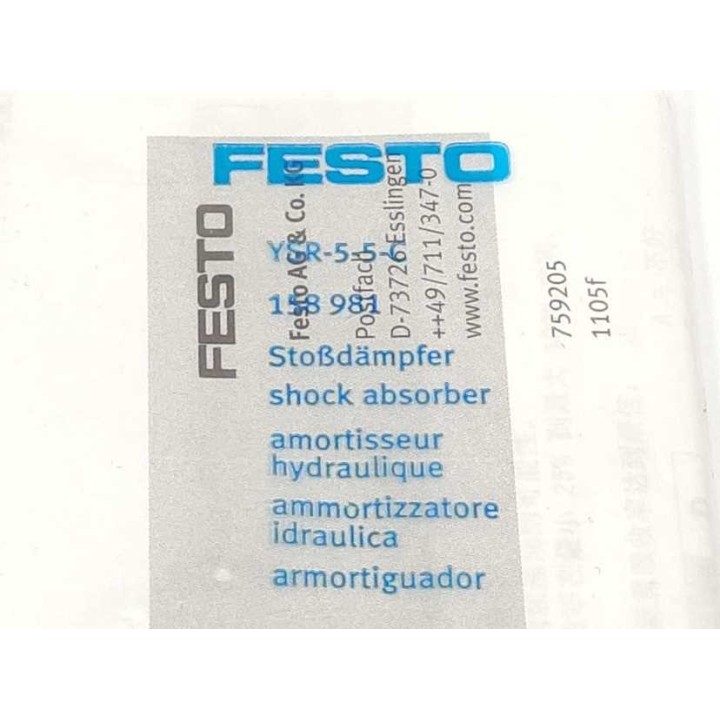 FESTO
YSR-5-5-C
158 981
Stoßdämpfer
shock absorber
amortisseur
hydraulique
ammortizzatore
idraulica
armortiguador
FESTO
Festo AG & Co. KG
Postfach
D-73726 Esslingen
++49/711/347-0
www.festo.com
759205
1105f